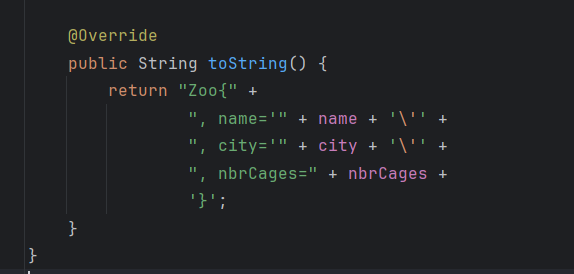 @Override
public String toString() {
return "Zoo{" +
", name='" + name + '\'' +
", city='" + city + '\'' +
", nbrCages=" + nbrCages +
'}';
}
}